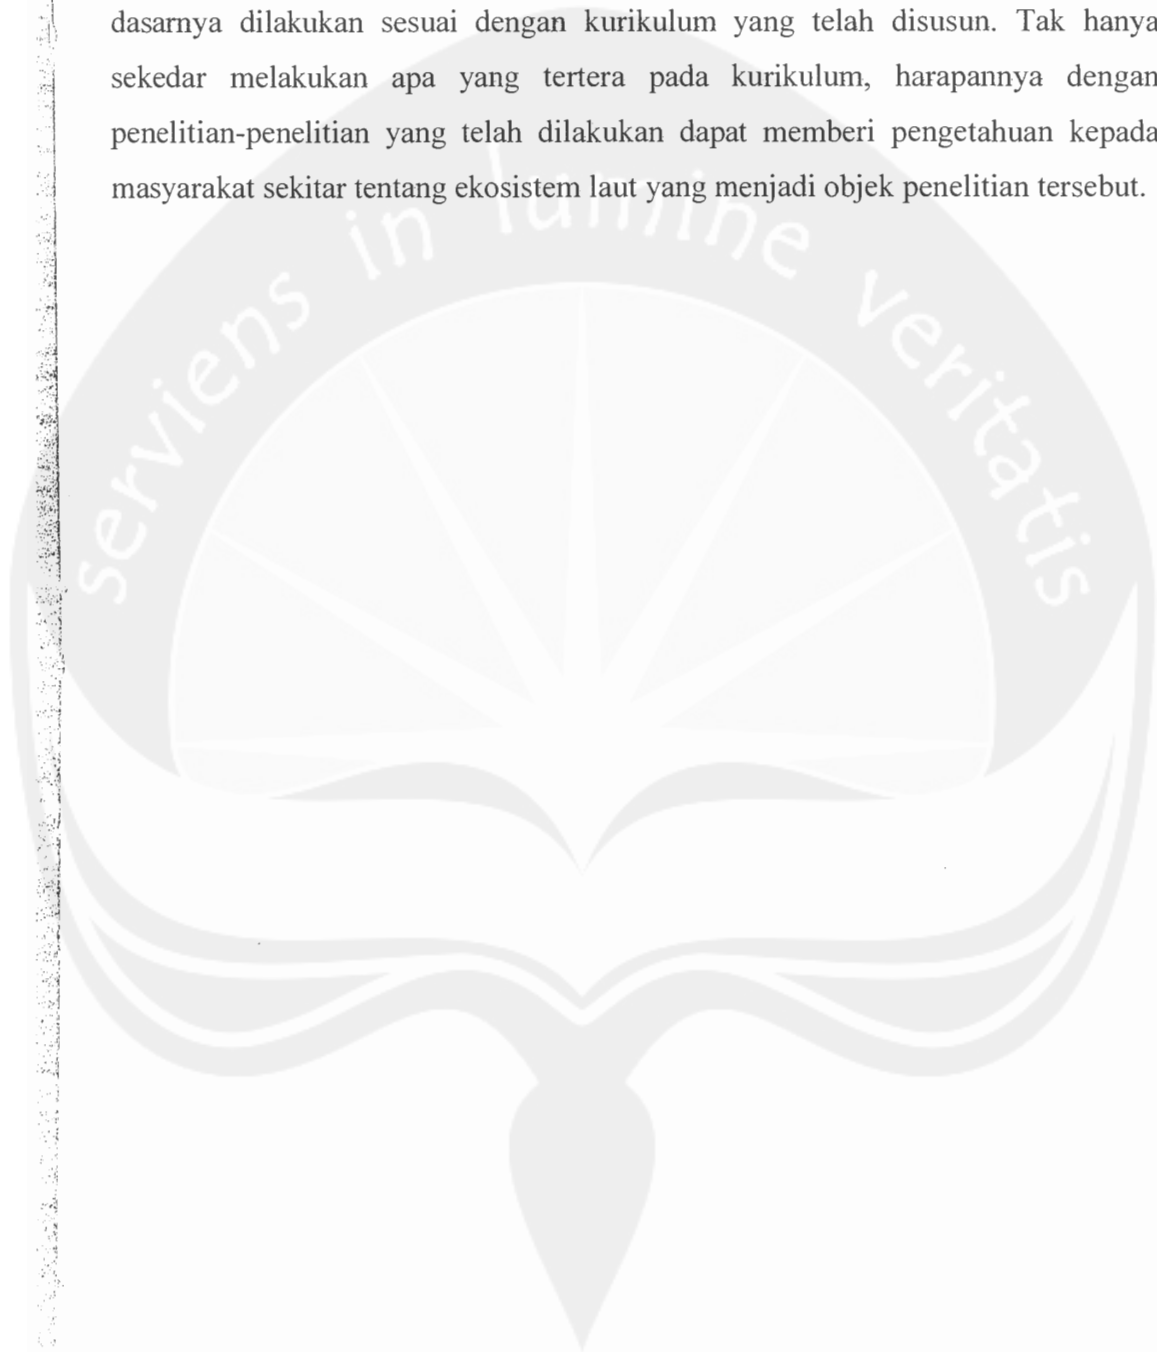 dasarnya dilakukan sesuai dengan kurikulum yang telah disusun. Tak hanya
sekedar melakukan apa yang tertera pada kurikulum, harapannya dengan
penelitian-penelitian yang telah dilakukan dapat memberi pengetahuan kepada
masyarakat sekitar tentang ekosistem laut yang menjadi objek penelitian tersebut.
serviens in lumine veritatis